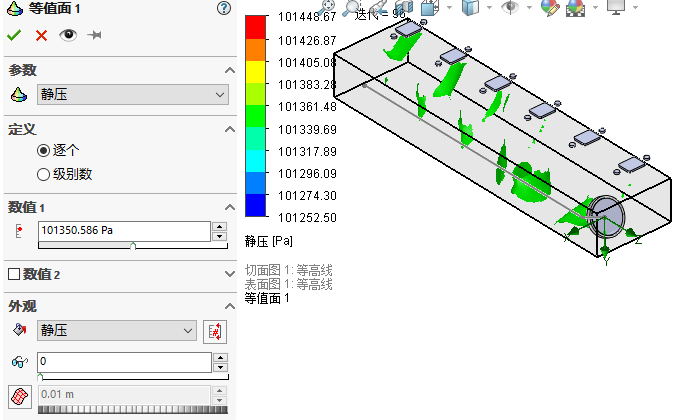 等值面 1
参数
静压
定义
逐个
级别数
数值 1
101350.586 Pa
数值 2
外观
静压
0
0.01 m
101448.67
101426.87
101405.08
101383.28
101361.48
101339.69
101317.89
101296.09
101274.30
101252.50
静压 [Pa]
切面图 1: 等高线
表面图 1: 等高线
等值面 1
迭代 = 96
Z
Y